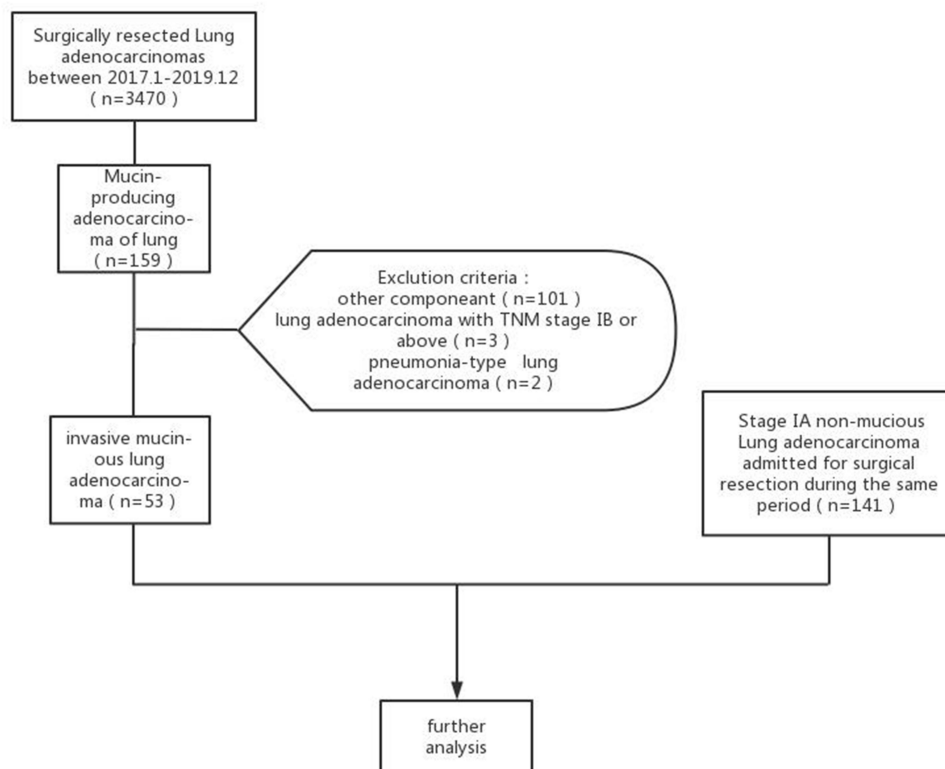 Surgically resected Lung
adenocarcinomas
between 2017.1-2019.12
( n=3470 )
Mucin-
producing
adenocarcino-
ma of lung
( n=159 )
Exclution criteria :
other componeant ( n=101 )
lung adenocarcinoma with TNM stage IB or
above ( n=3 )
pneumonia-type lung
adenocarcinoma ( n=2 )
invasive mucin-
ous lung
adenocarcino-
ma ( n=53 )
Stage IA non-mucious
Lung adenocarcinoma
admitted for surgical
resection during the same
period ( n=141 )
further
analysis